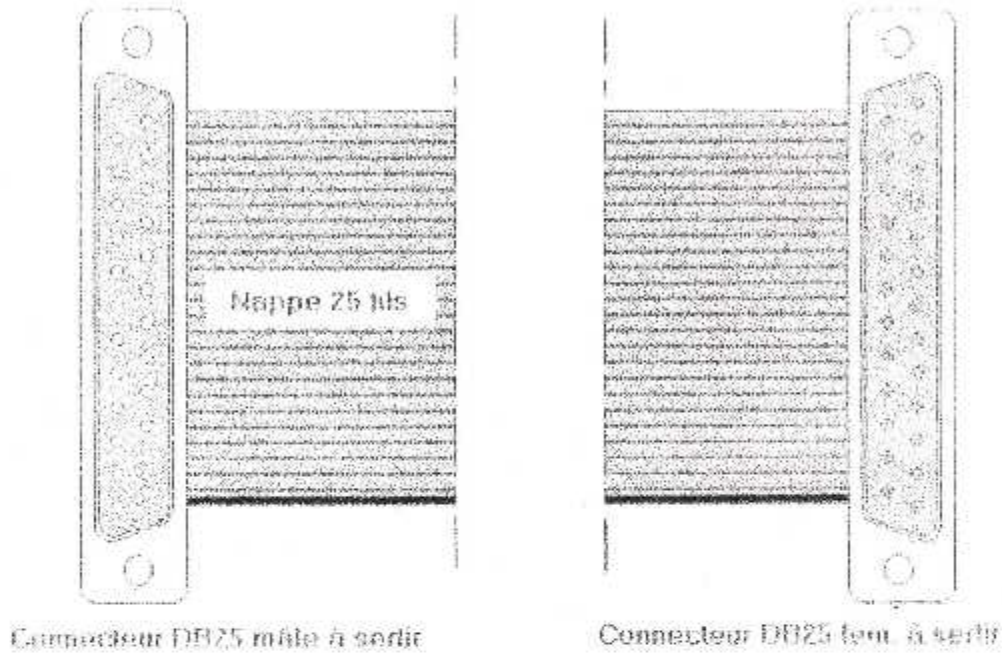 Nappe 25 fils
Connecteur DB25 mâle à sertir
Connecteur DB25 fem. à sertir